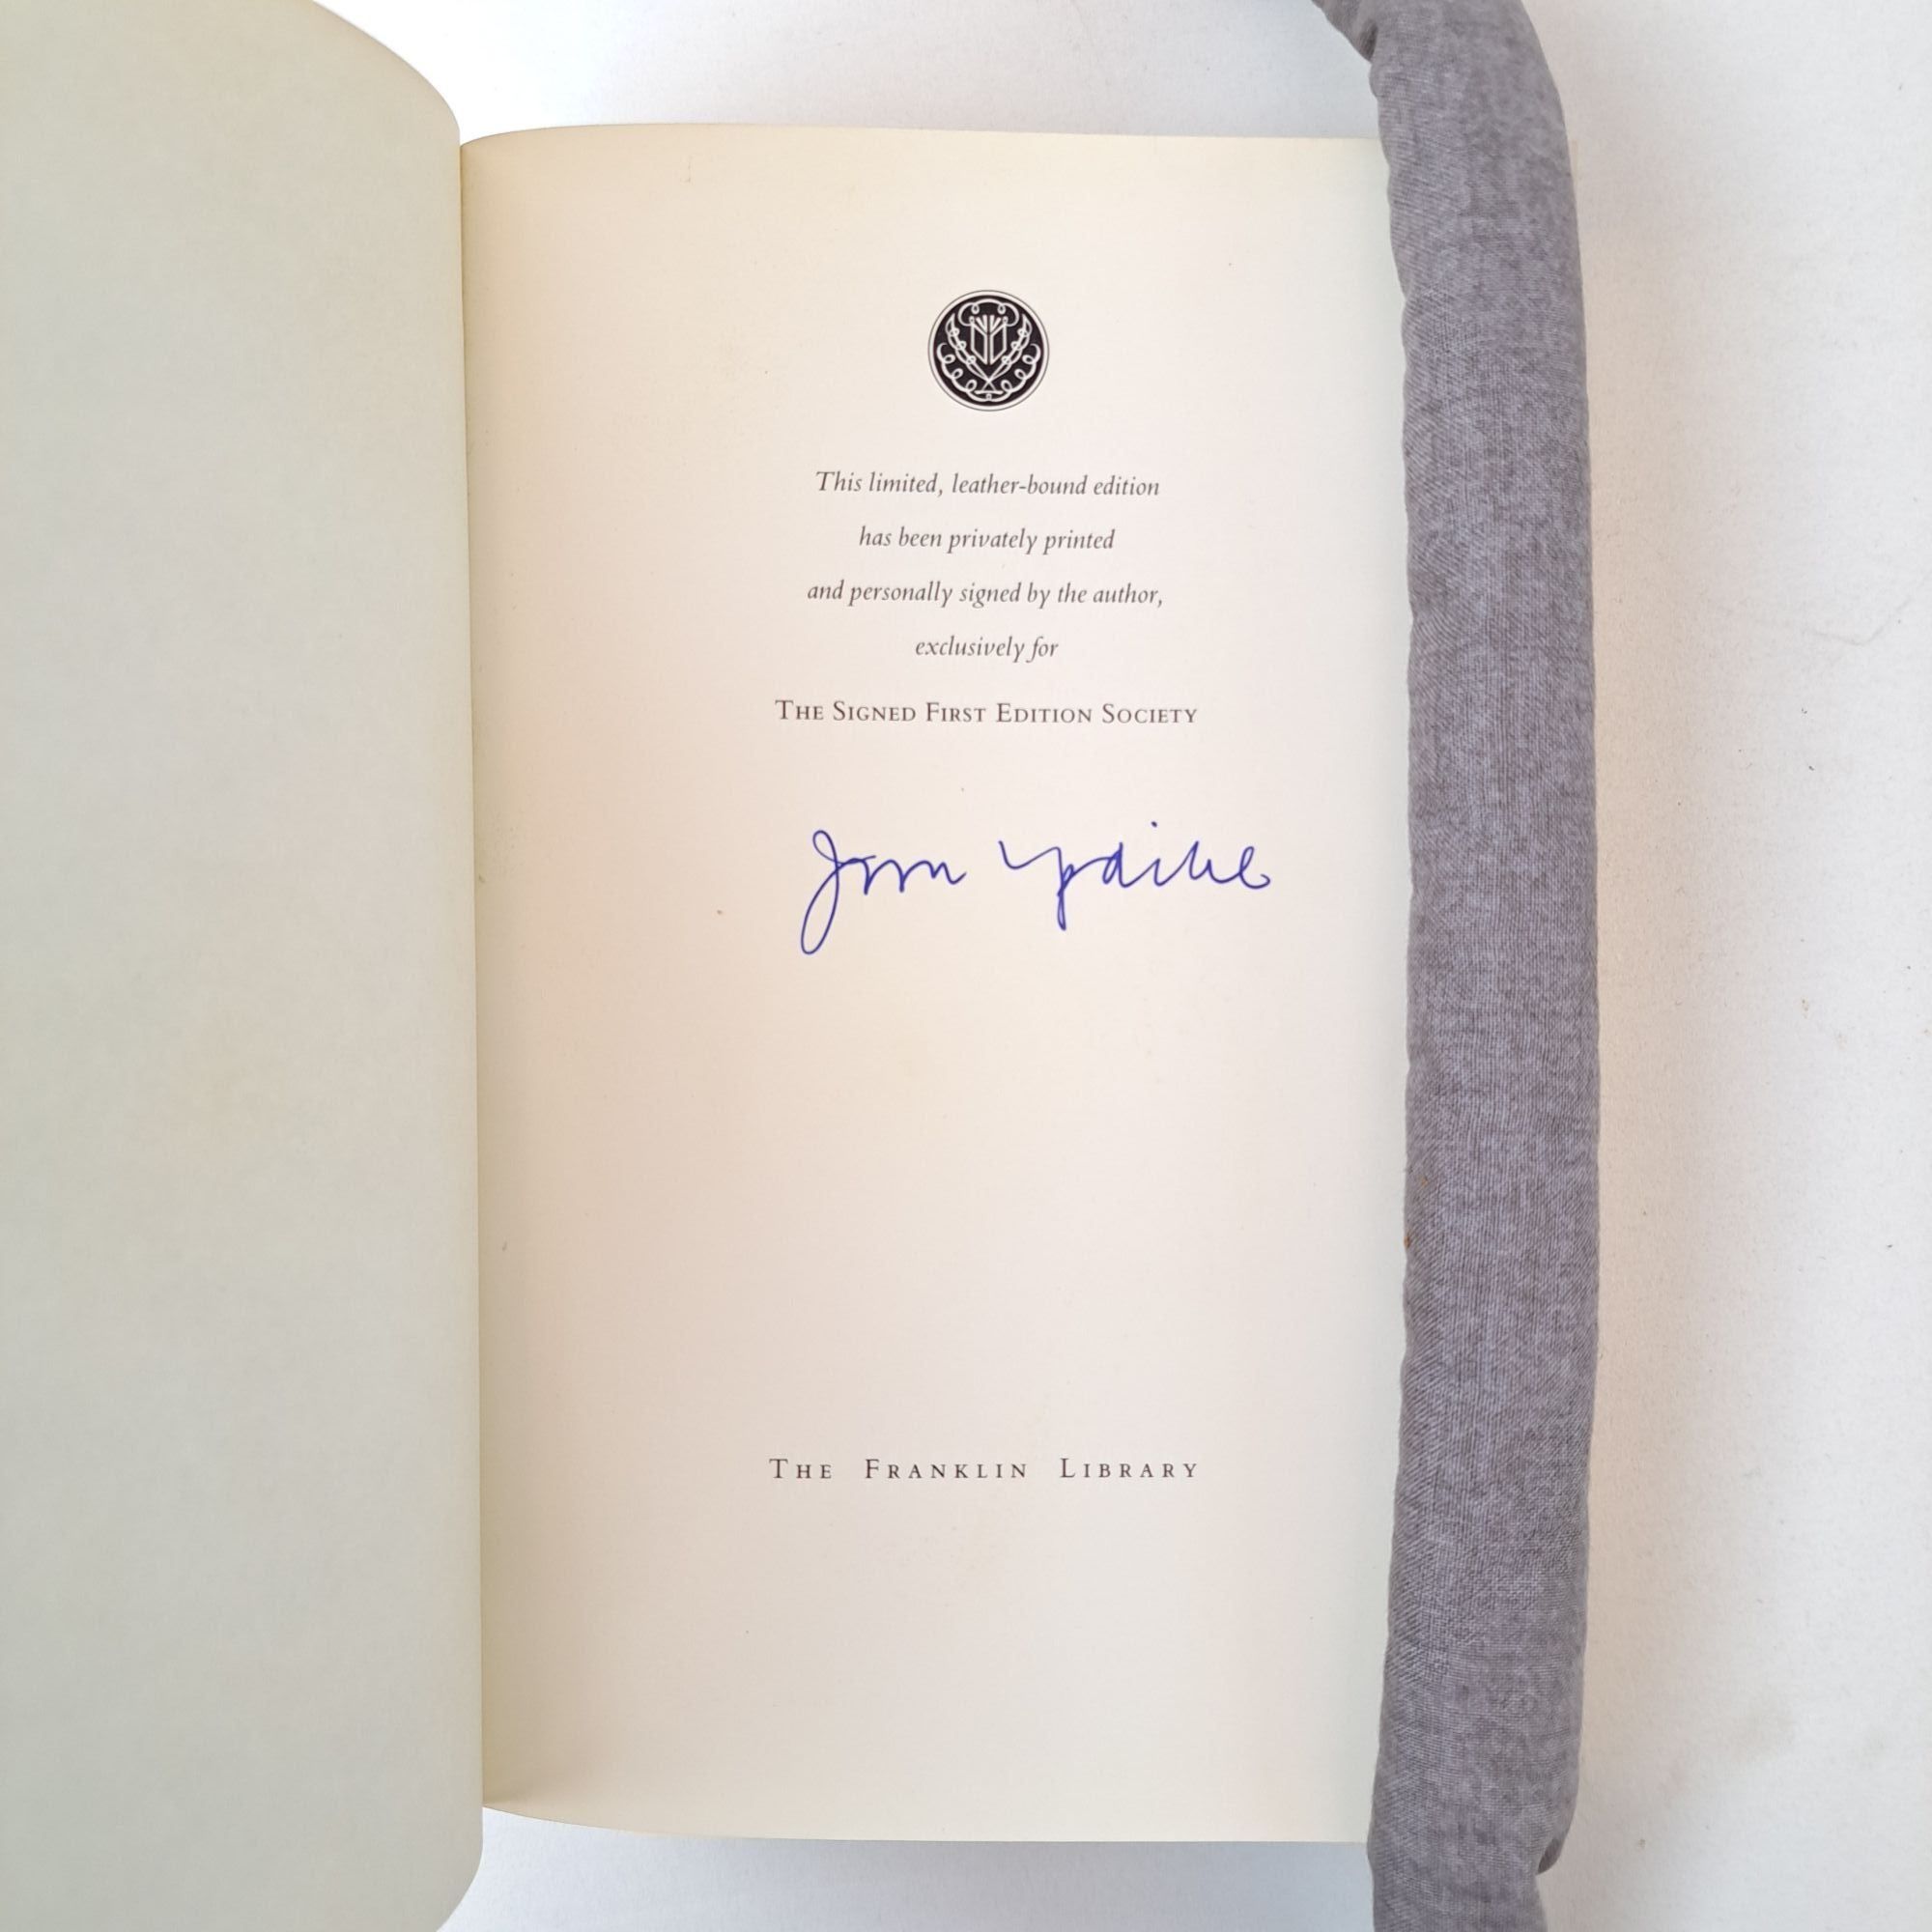 This limited, leather-bound edition
has been privately printed
and personally signed by the author,
exclusively for
THE SIGNED FIRST EDITION SOCIETY
John Updike
THE FRANKLIN LIBRARY